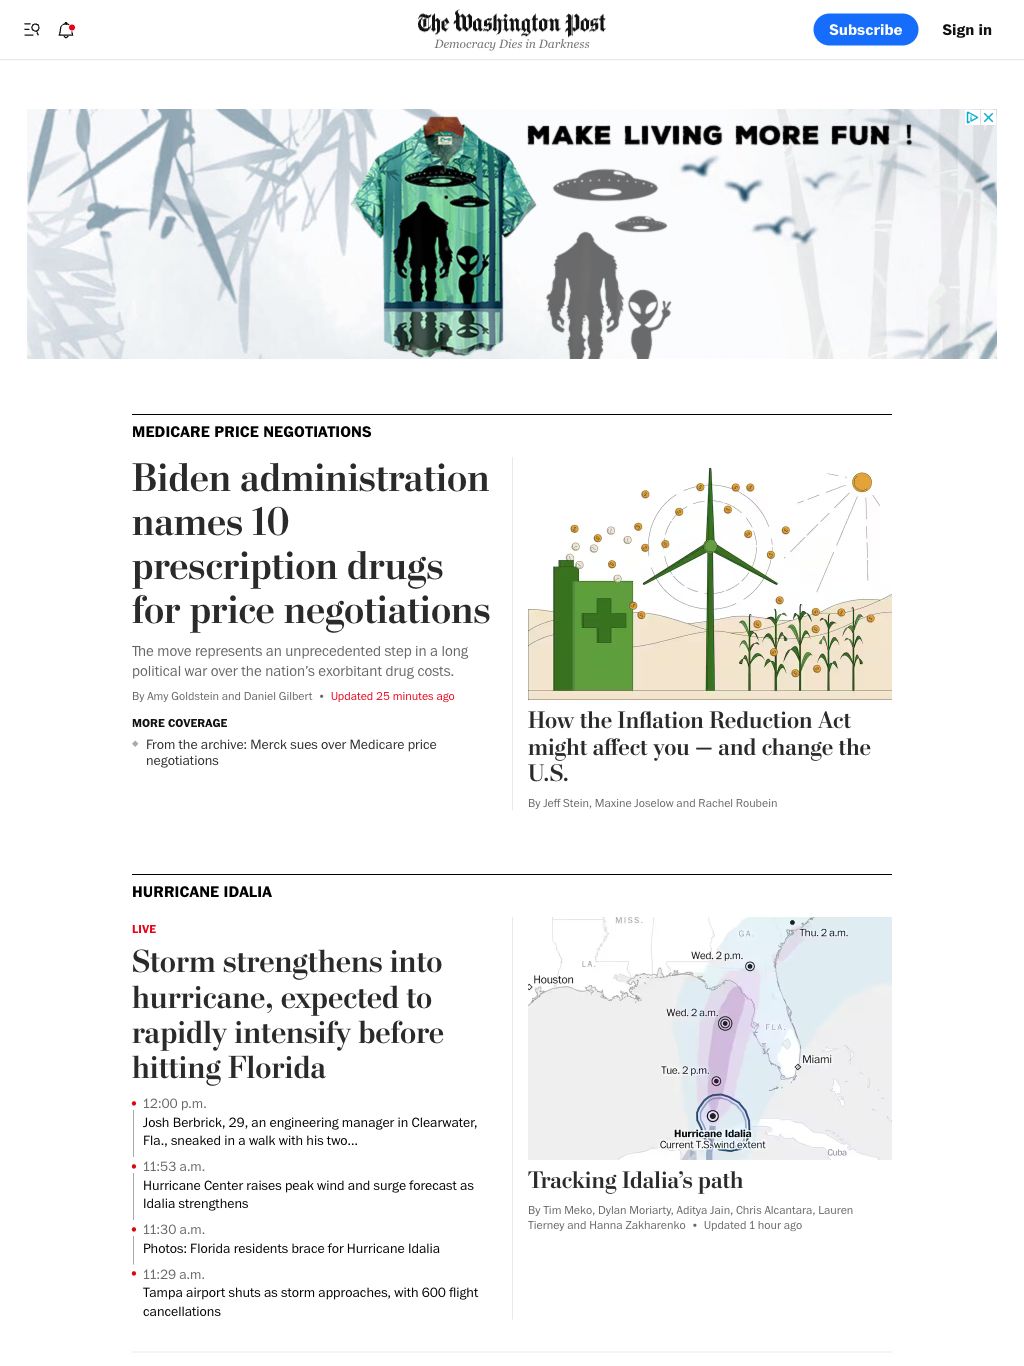 The Washington Post
Democracy Dies in Darkness
Subscribe
Sign in
MAKE LIVING MORE FUN !
MEDICARE PRICE NEGOTIATIONS
Biden administration
names 10
prescription drugs
for price negotiations
The move represents an unprecedented step in a long
political war over the nation’s exorbitant drug costs.
By Amy Goldstein and Daniel Gilbert • Updated 25 minutes ago
MORE COVERAGE
From the archive: Merck sues over Medicare price
negotiations
How the Inflation Reduction Act
might affect you — and change the
U.S.
By Jeff Stein, Maxine Joselow and Rachel Roubein
HURRICANE IDALIA
LIVE
Storm strengthens into
hurricane, expected to
rapidly intensify before
hitting Florida
12:00 p.m.
Josh Berbrick, 29, an engineering manager in Clearwater,
Fla., sneaked in a walk with his two...
11:53 a.m.
Hurricane Center raises peak wind and surge forecast as
Idalia strengthens
11:30 a.m.
Photos: Florida residents brace for Hurricane Idalia
11:29 a.m.
Tampa airport shuts as storm approaches, with 600 flight
cancellations
MISS.
GA.
Thu. 2 a.m.
Wed. 2 p.m.
LA.
Houston
Wed. 2 a.m.
FLA.
Miami
Tue. 2 p.m.
Hurricane Idalia
Current T.S. wind extent
Cuba
Tracking Idalia’s path
By Tim Meko, Dylan Moriarty, Aditya Jain, Chris Alcantara, Lauren
Tierney and Hanna Zakharenko • Updated 1 hour ago